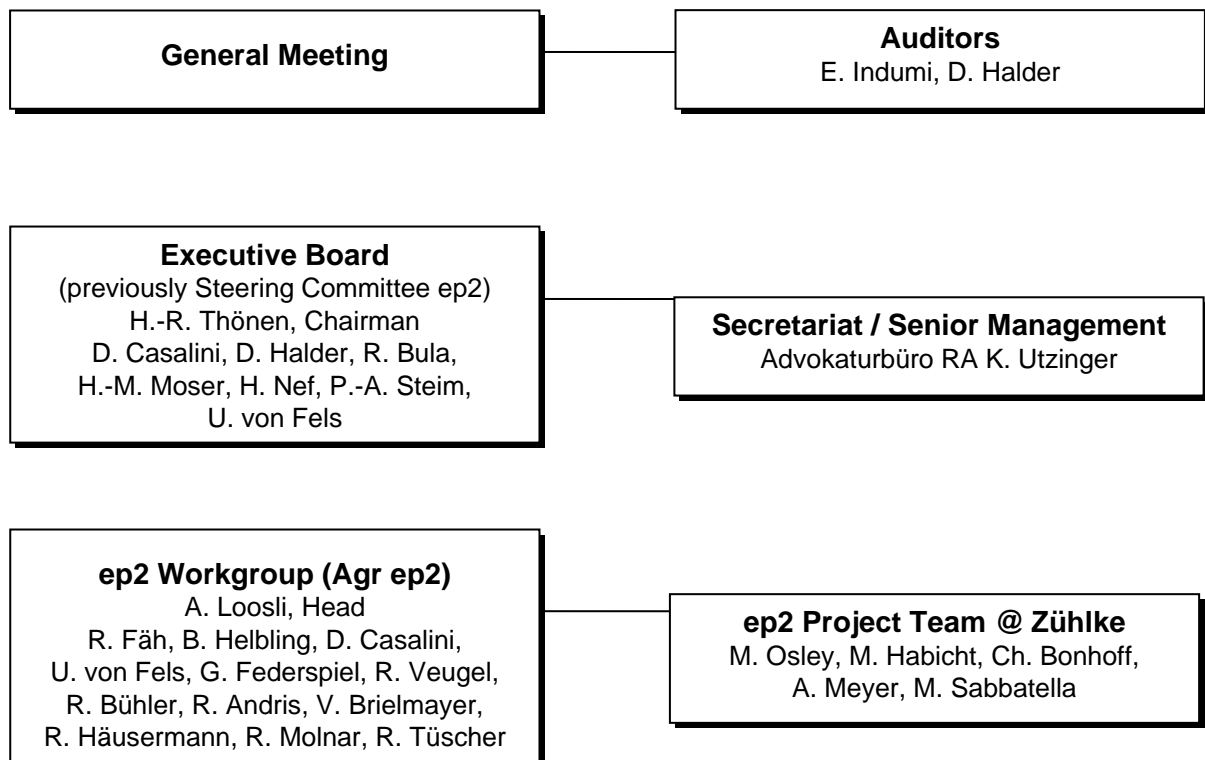 General Meeting
Auditors
E. Indumi, D. Halder
Executive Board
(previously Steering Committee ep2)
H.-R. Thönen, Chairman
D. Casalini, D. Halder, R. Bula,
H.-M. Moser, H. Nef, P.-A. Steim,
U. von Fels
Secretariat / Senior Management
Advokaturbüro RA K. Utzinger
ep2 Workgroup (Agr ep2)
A. Loosli, Head
R. Fäh, B. Helbling, D. Casalini,
U. von Fels, G. Federspiel, R. Veugel,
R. Bühler, R. Andris, V. Brielmayer,
R. Häusermann, R. Molnar, R. Tüscher
ep2 Project Team @ Zühlke
M. Osley, M. Habicht, Ch. Bonhoff,
A. Meyer, M. Sabbatella